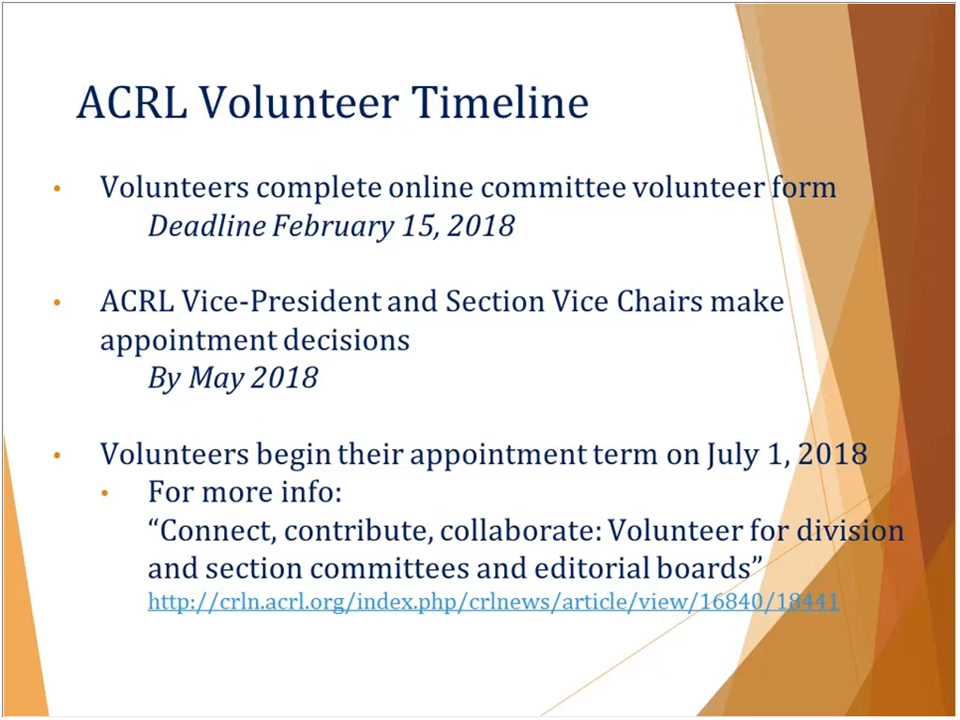 ACRL Volunteer Timeline
• Volunteers complete online committee volunteer form
Deadline February 15, 2018
• ACRL Vice-President and Section Vice Chairs make
appointment decisions
By May 2018
• Volunteers begin their appointment term on July 1, 2018
• For more info:
“Connect, contribute, collaborate: Volunteer for division
and section committees and editorial boards”
http://crln.acrl.org/index.php/crlnews/article/view/16840/18441